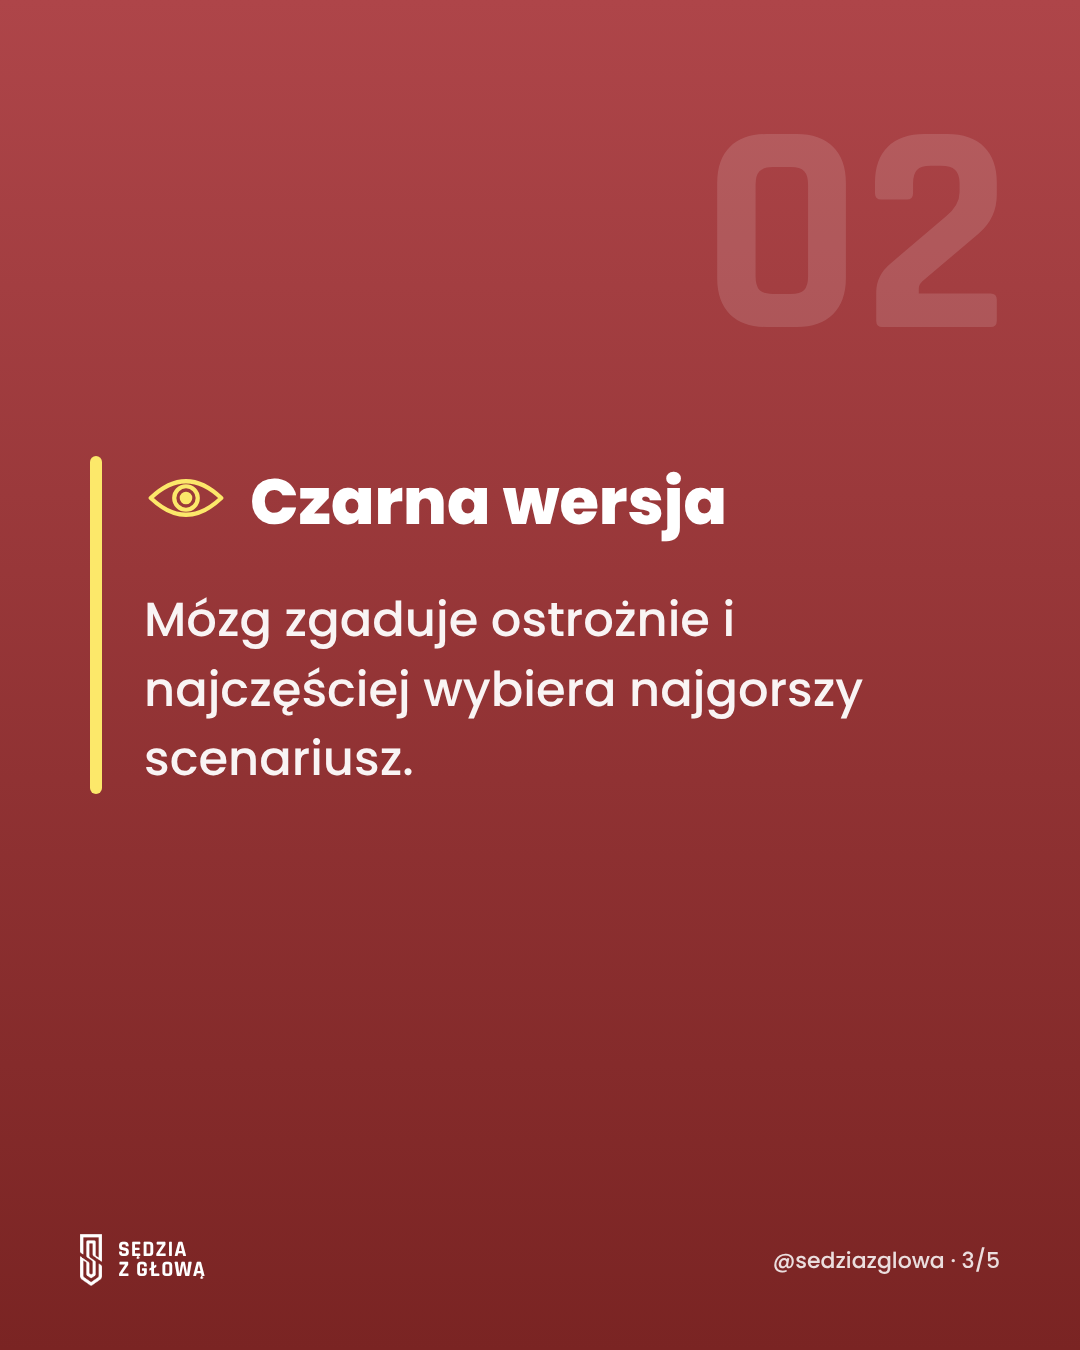 02
Czarna wersja
Mózg zgaduje ostrożnie i
najczęściej wybiera najgorszy
scenariusz.
SĘDZIA
Z GŁOWĄ
@sedziazglowa · 3/5